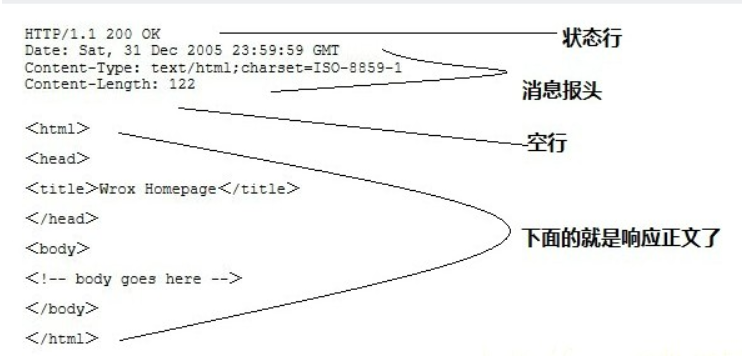 HTTP/1.1 200 OK
状态行
Date: Sat, 31 Dec 2005 23:59:59 GMT
Content-Type: text/html;charset=ISO-8859-1
Content-Length: 122
消息报头
空行
<html>
<head>
<title>Wrox Homepage</title>
</head>
下面的就是响应正文了
<body>
<!-- body goes here -->
</body>
</html>